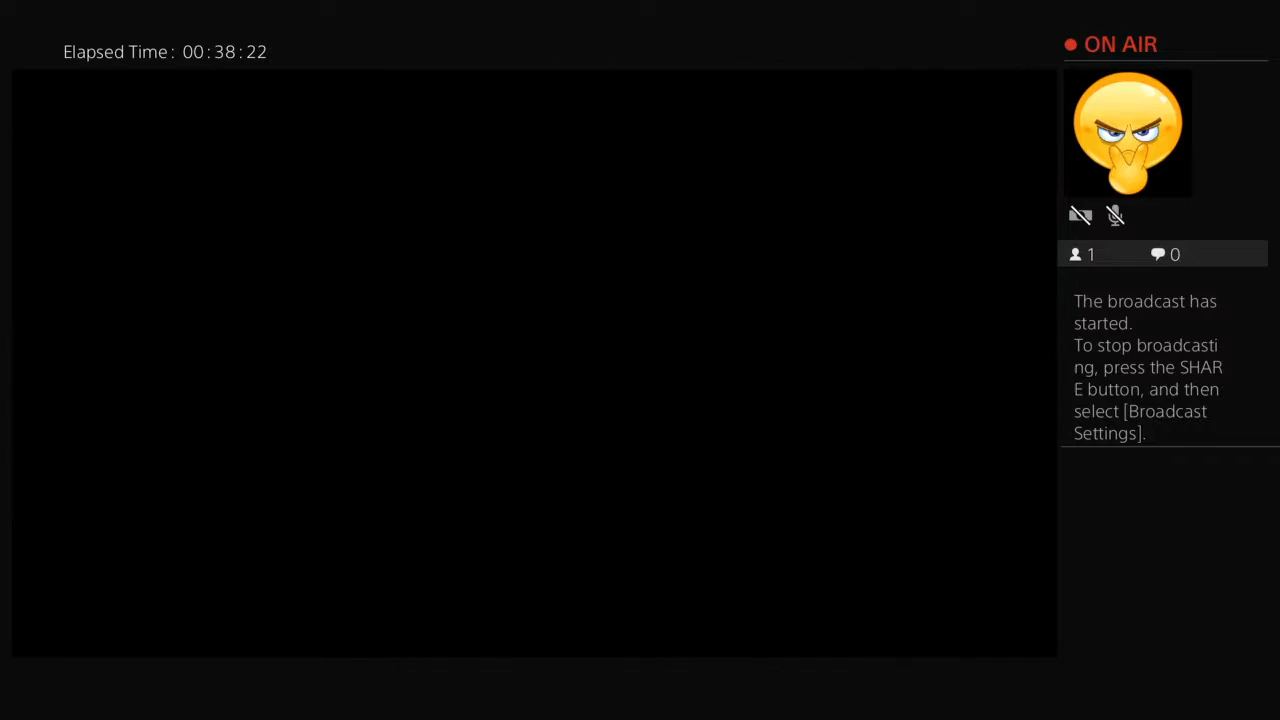 Elapsed Time: 00:38:22
ON AIR
1 0
The broadcast has
started.
To stop broadcasti
ng, press the SHAR
E button, and then
select [Broadcast
Settings].